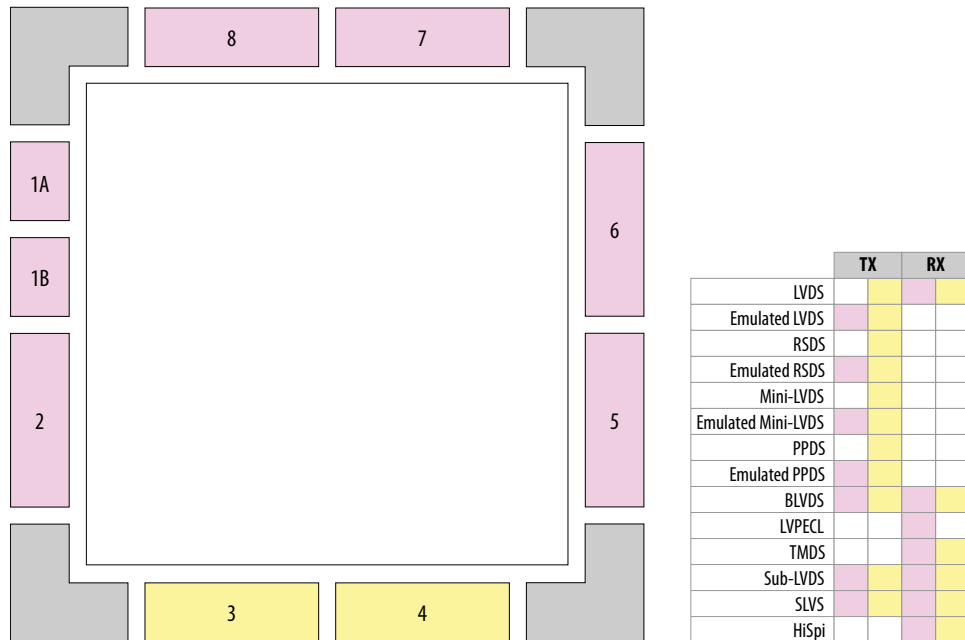 8 7
1A
6
1B
2
5
3 4
TX RX
LVDS
Emulated LVDS
RSDS
Emulated RSDS
Mini-LVDS
Emulated Mini-LVDS
PPDS
Emulated PPDS
BLVDS
LVPECL
TMDS
Sub-LVDS
SLVS
HiSpi